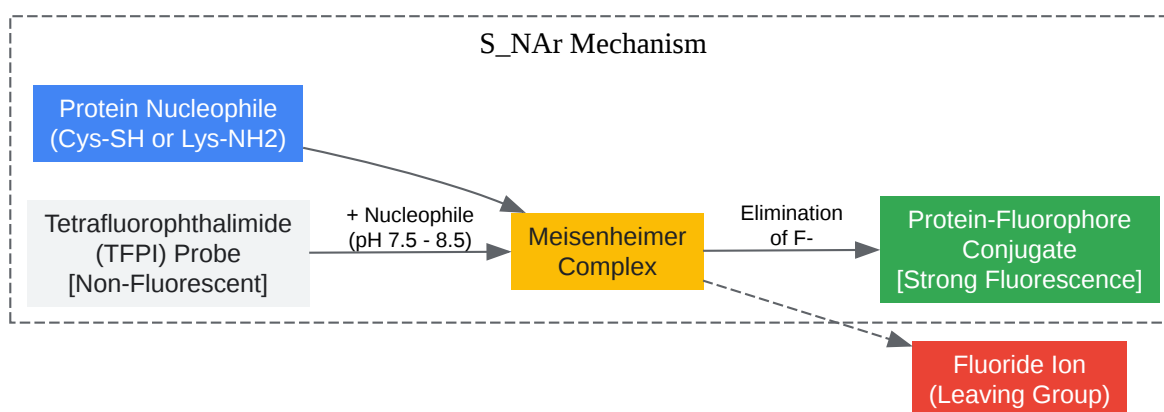 S_NAr Mechanism
Protein Nucleophile
(Cys-SH or Lys-NH2)
Tetrafluorophthalimide
(TFPI) Probe
[Non-Fluorescent]
+ Nucleophile
(pH 7.5 - 8.5)
Meisenheimer
Complex
Elimination
of F-
Protein-Fluorophore
Conjugate
[Strong Fluorescence]
Fluoride Ion
(Leaving Group)